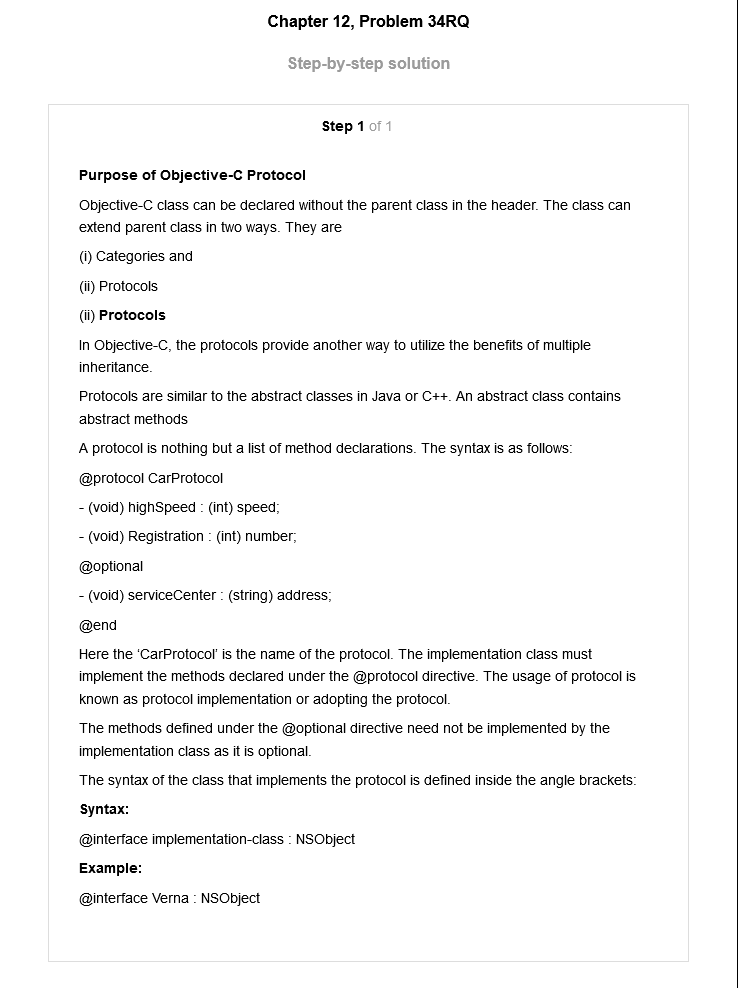 Chapter 12, Problem 34RQ
Step-by-step solution
Step 1 of 1
Purpose of Objective-C Protocol
Objective-C class can be declared without the parent class in the header. The class can
extend parent class in two ways. They are
(i) Categories and
(ii) Protocols
(ii) Protocols
In Objective-C, the protocols provide another way to utilize the benefits of multiple
inheritance.
Protocols are similar to the abstract classes in Java or C++. An abstract class contains
abstract methods
A protocol is nothing but a list of method declarations. The syntax is as follows:
@protocol CarProtocol
- (void) highSpeed : (int) speed;
- (void) Registration : (int) number;
@optional
- (void) serviceCenter : (string) address;
@end
Here the ‘CarProtocol’ is the name of the protocol. The implementation class must
implement the methods declared under the @protocol directive. The usage of protocol is
known as protocol implementation or adopting the protocol.
The methods defined under the @optional directive need not be implemented by the
implementation class as it is optional.
The syntax of the class that implements the protocol is defined inside the angle brackets:
Syntax:
@interface implementation-class : NSObject
Example:
@interface Verna : NSObject